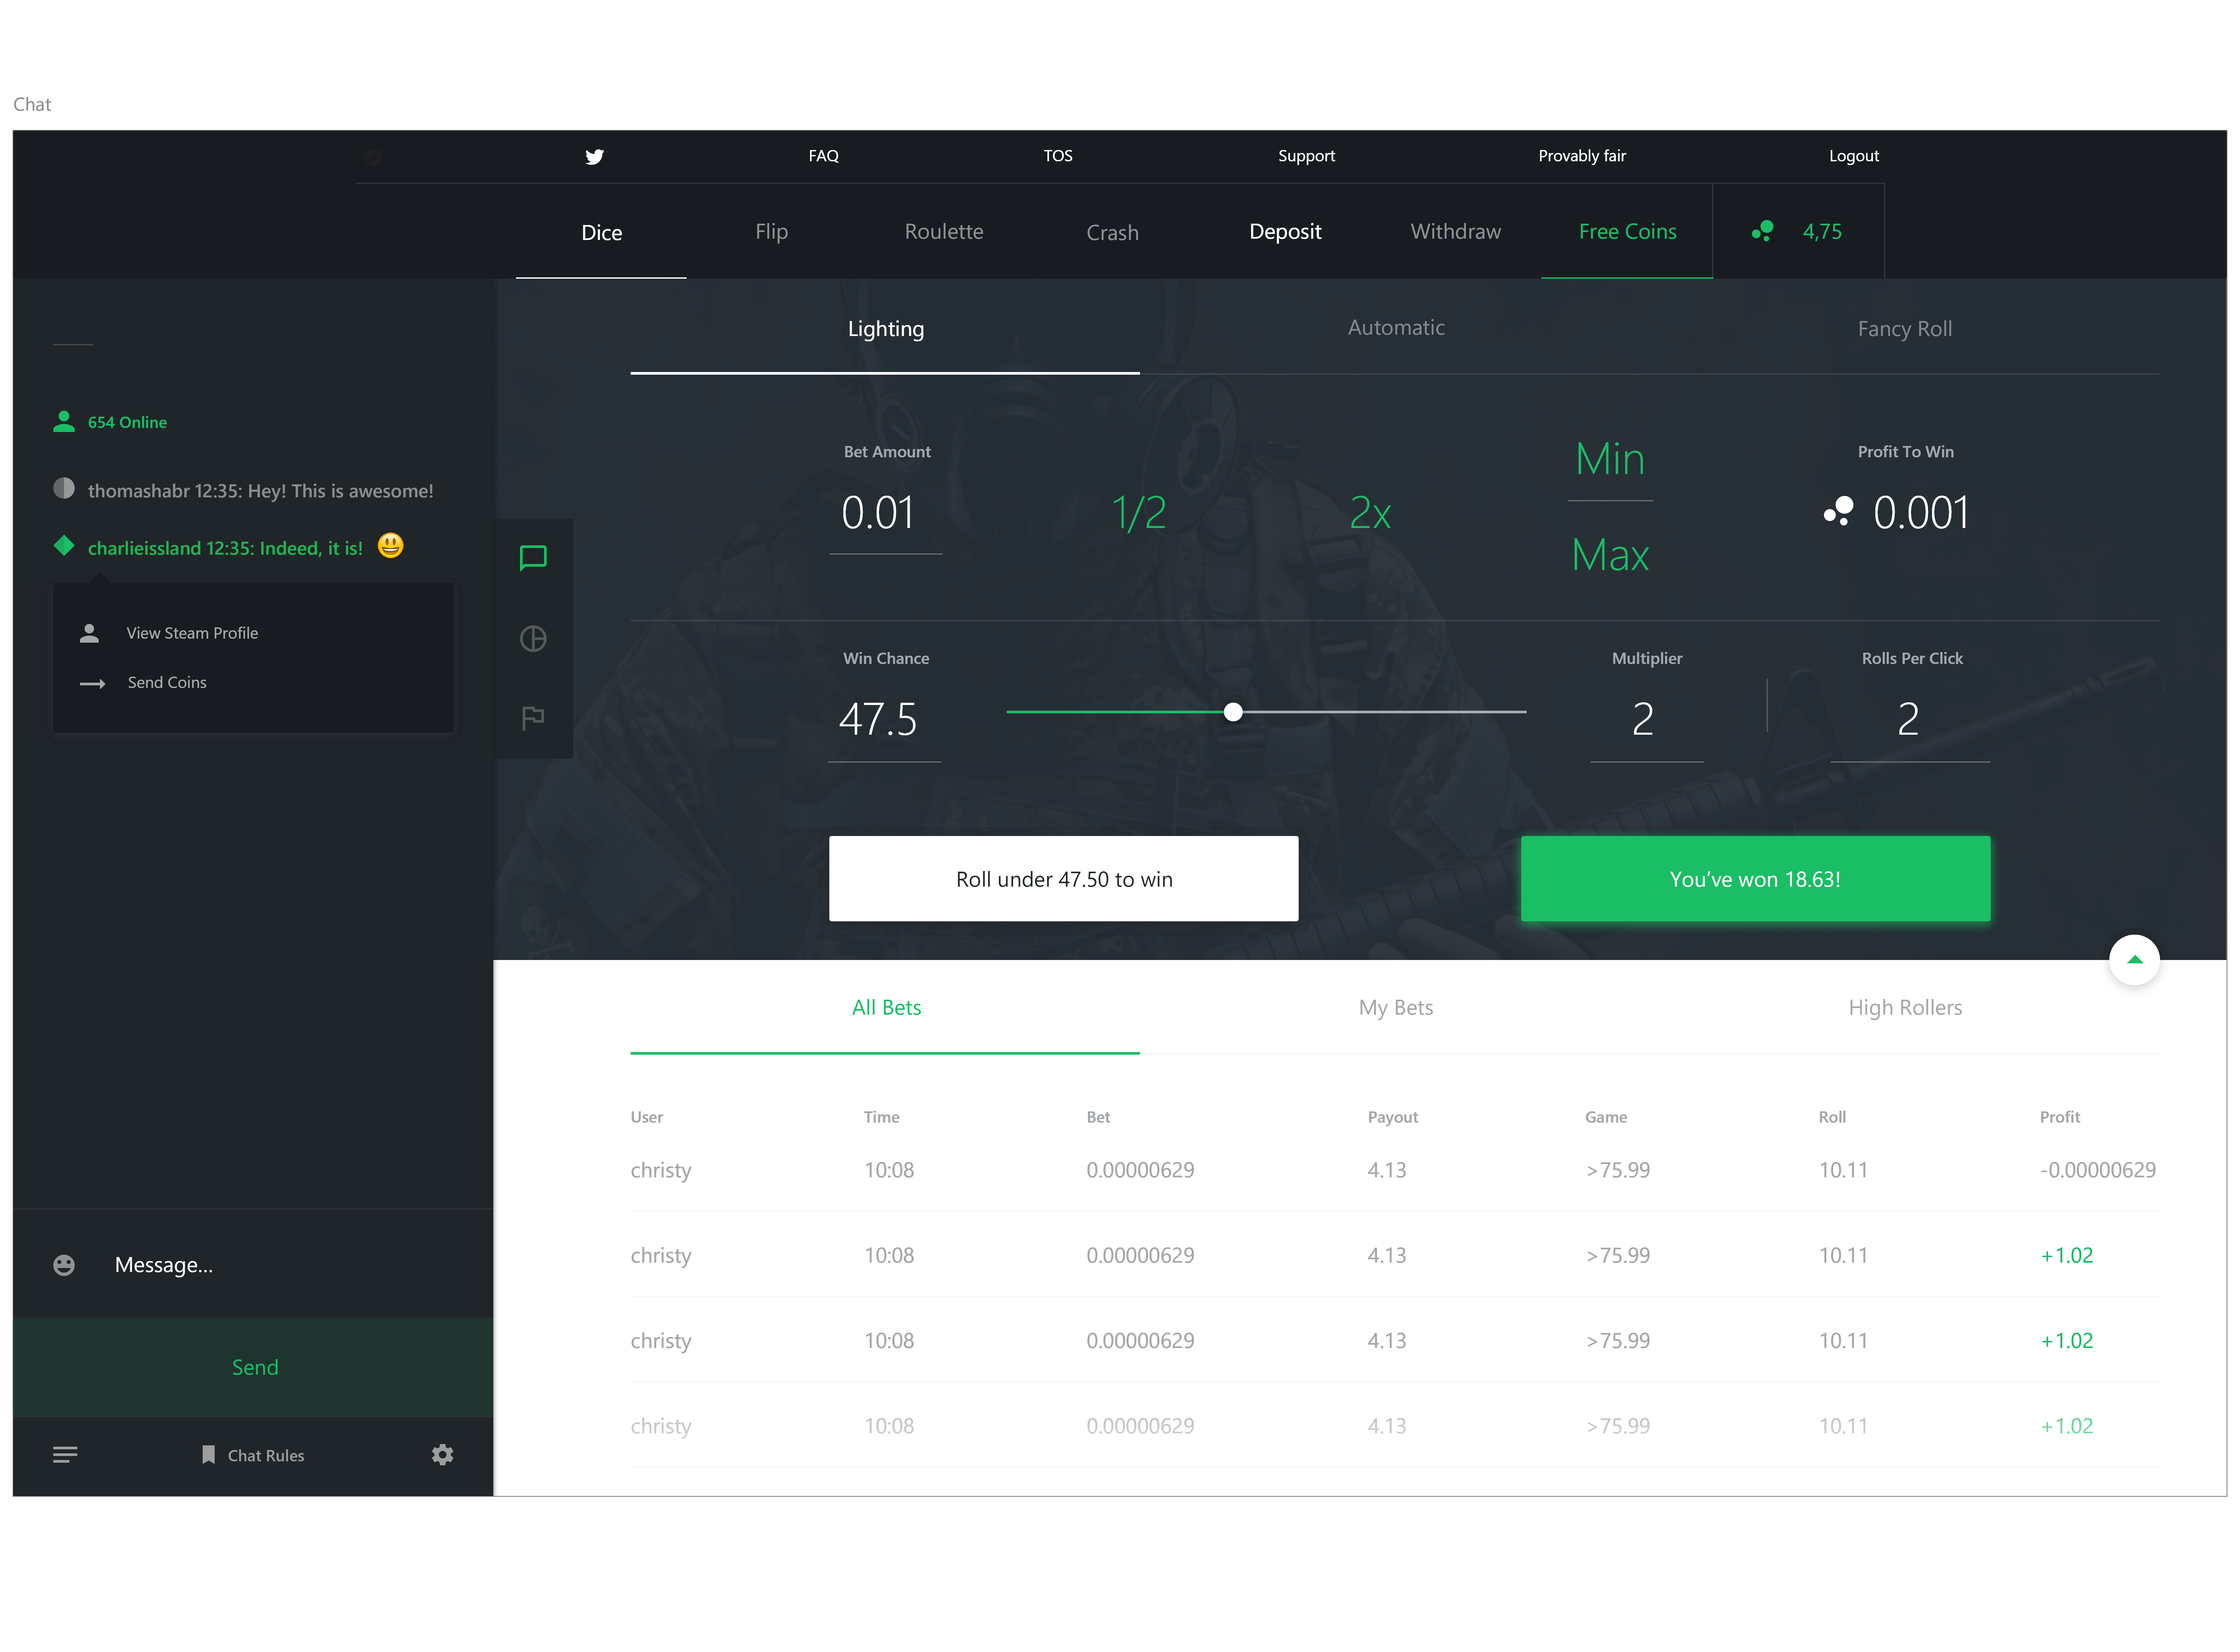 Chat
FAQ TOS Support Provably fair Logout
Dice Flip Roulette Crash Deposit Withdraw Free Coins 4,75
Lighting Automatic Fancy Roll
654 Online
thomashabr 12:35: Hey! This is awesome!
charlieissland 12:35: Indeed, it is! 😃
View Steam Profile
Send Coins
Bet Amount
0.01
1/2
2x
Min
Max
Profit To Win
0.001
Win Chance
47.5
Multiplier
2
Rolls Per Click
2
Roll under 47.50 to win
You’ve won 18.63!
All Bets My Bets High Rollers
User Time Bet Payout Game Roll Profit
christy 10:08 0.00000629 4.13 >75.99 10.11 -0.00000629
christy 10:08 0.00000629 4.13 >75.99 10.11 +1.02
christy 10:08 0.00000629 4.13 >75.99 10.11 +1.02
christy 10:08 0.00000629 4.13 >75.99 10.11 +1.02
Message...
Send
Chat Rules